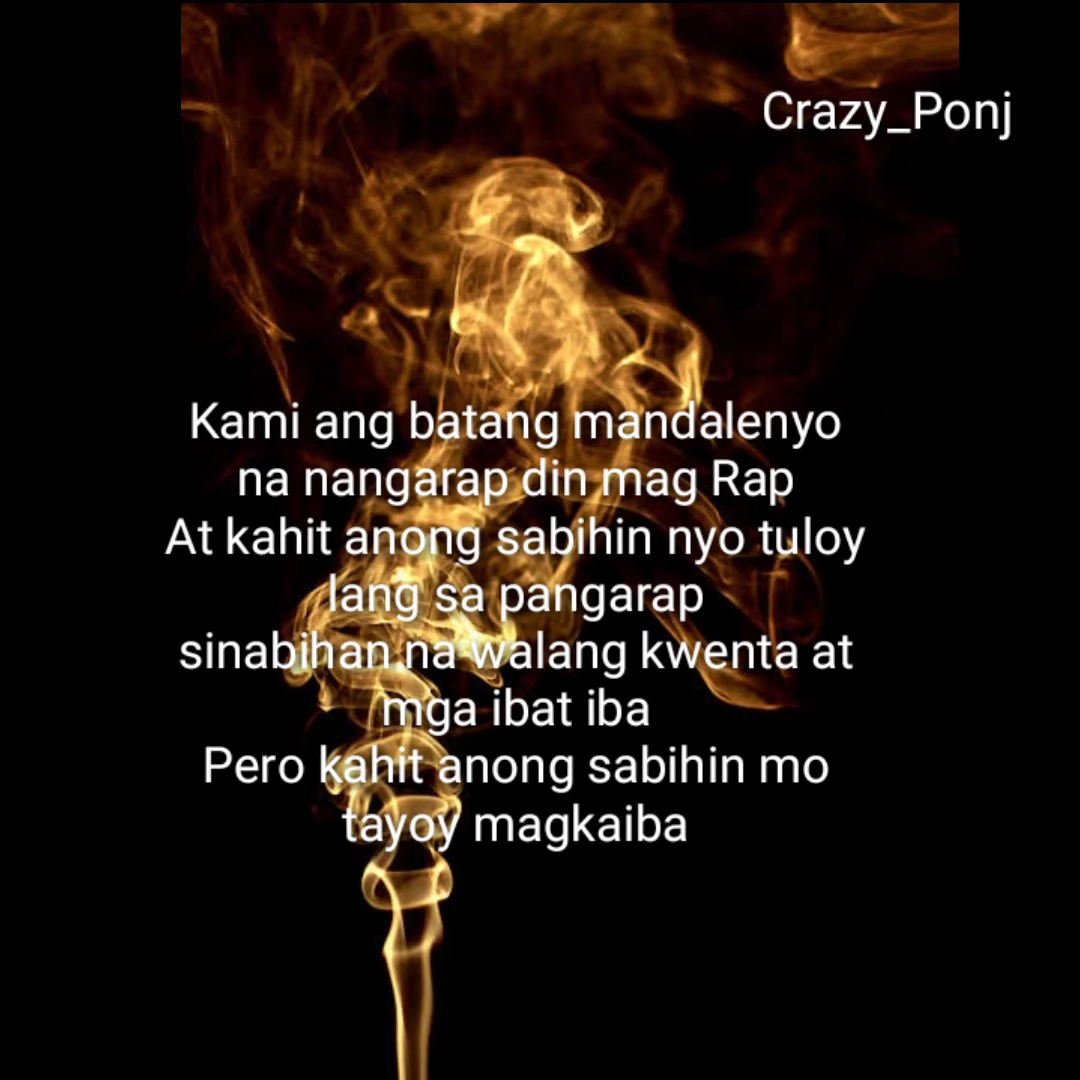 Crazy_Ponj
Kami ang batang mandalenyo
na nangarap din mag Rap
At kahit anong sabihin nyo tuloy
lang sa pangarap
sinabihan na walang kwenta at
mga ibat iba
Pero kahit anong sabihin mo
tayoy magkaiba